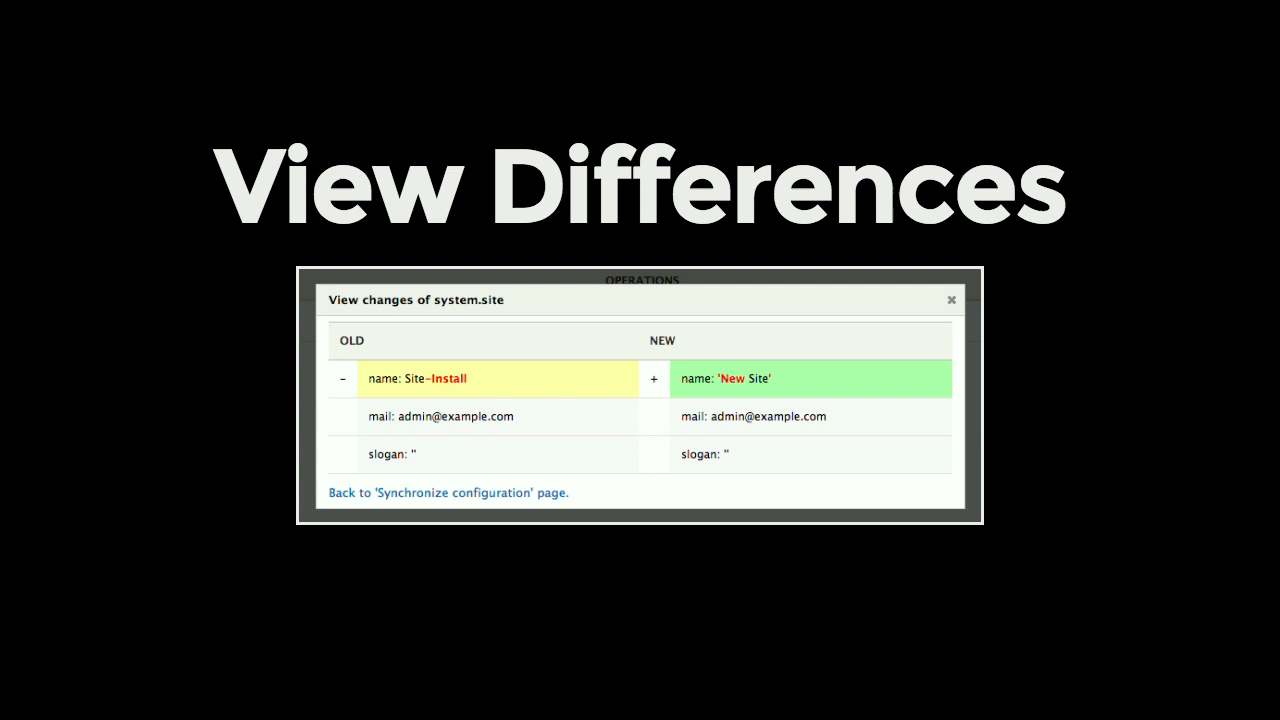 View Differences
OPERATIONS
View changes of system.site ✖
OLD NEW
- name: Site-Install + name: 'New Site'
mail: admin@example.com mail: admin@example.com
slogan: '' slogan: ''
Back to 'Synchronize configuration' page.